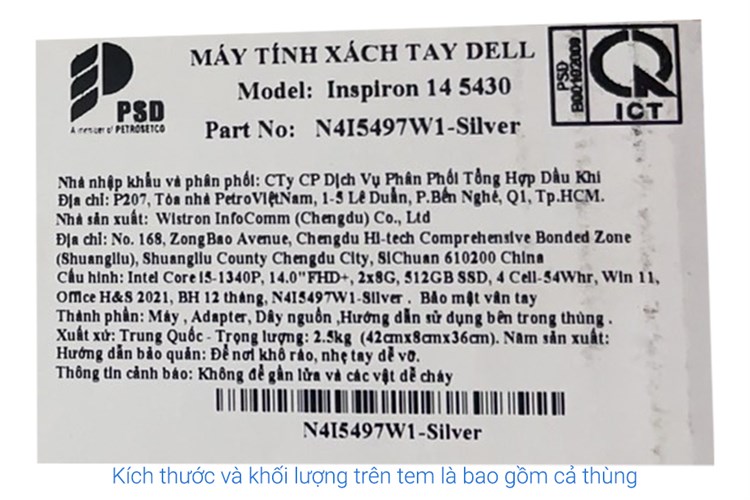 PSD
A member of PETROSETCO
MÁY TÍNH XÁCH TAY DELL
Model: Inspiron 14 5430
Part No: N4I5497W1-Silver
PSD
B00102009
ICT
Nhà nhập khẩu và phân phối: CTy CP Dịch Vụ Phân Phối Tổng Hợp Dầu Khí
Địa chỉ: P207, Tòa nhà PetroVIệtNam, 1-5 Lê Duẩn, P.Bến Nghé, Q1, Tp.HCM.
Nhà sản xuất: Wistron InfoComm (Chengdu) Co., Ltd
Địa chỉ: No. 168, ZongBao Avenue, Chengdu Hi-tech Comprehensive Bonded Zone
(Shuangliu), Shuangliu County Chengdu City, SiChuan 610200 China
Cấu hình: Intel Core i5-1340P, 14.0"FHD+, 2x8G, 512GB SSD, 4 Cell-54Whr, Win 11,
Office H&S 2021, BH 12 tháng, N4I5497W1-Silver . Bảo mật vân tay
Thành phần: Máy , Adapter, Dây nguồn ,Hướng dẫn sử dụng bên trong thùng .
Xuất xứ: Trung Quốc - Trọng lượng: 2.5kg (42cmx8cmx36cm). Năm sản xuất:
Hướng dẫn bảo quản: Để nơi khô ráo, nhẹ tay dễ vỡ.
Thông tin cảnh báo: Không để gần lửa và các vật dễ cháy
N4I5497W1-Silver
Kích thước và khối lượng trên tem là bao gồm cả thùng